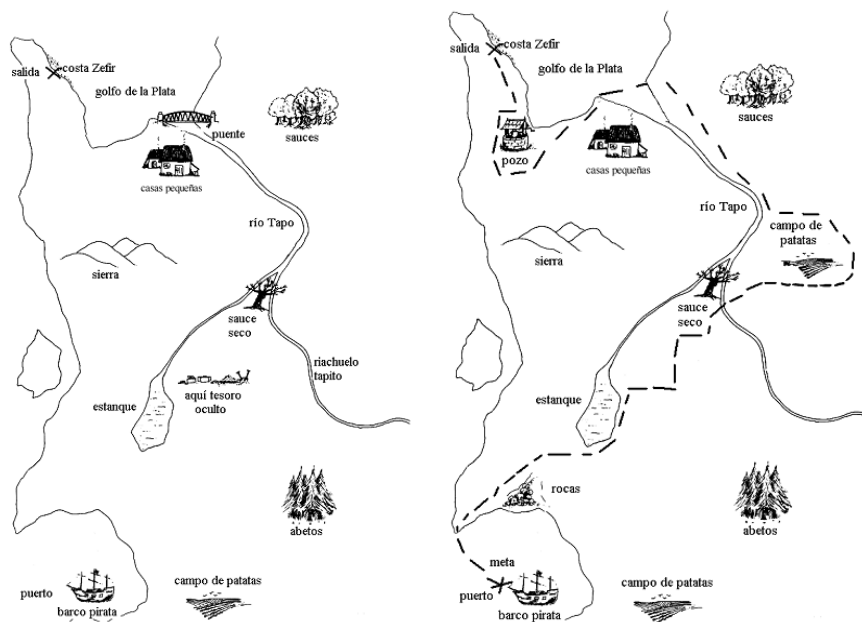 salida
costa Zefir
golfo de la Plata
puente
sauces
casas pequeñas
río Tapo
sierra
sauce
seco
riachuelo
tapito
aquí tesoro
oculto
estanque
abetos
puerto
barco pirata
campo de patatas
salida
costa Zefir
golfo de la Plata
sauces
pozo
casas pequeñas
río Tapo
campo de
patatas
sierra
sauce
seco
estanque
rocas
abetos
meta
puerto
barco pirata
campo de patatas